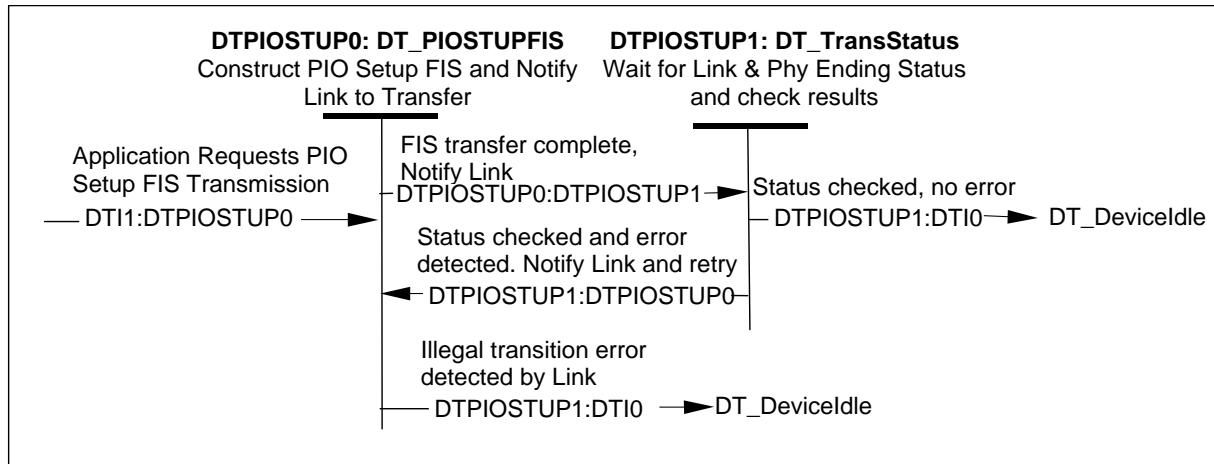 DTPIOSTUP0: DT_PIOSTUPFIS
Construct PIO Setup FIS and Notify
Link to Transfer
DTPIOSTUP1: DT_TransStatus
Wait for Link & Phy Ending Status
and check results
Application Requests PIO
Setup FIS Transmission
DTI1:DTPIOSTUP0
FIS transfer complete,
Notify Link
DTPIOSTUP0:DTPIOSTUP1
Status checked, no error
DTPIOSTUP1:DTI0
DT_DeviceIdle
Status checked and error
detected. Notify Link and retry
DTPIOSTUP1:DTPIOSTUP0
Illegal transition error
detected by Link
DTPIOSTUP1:DTI0
DT_DeviceIdle